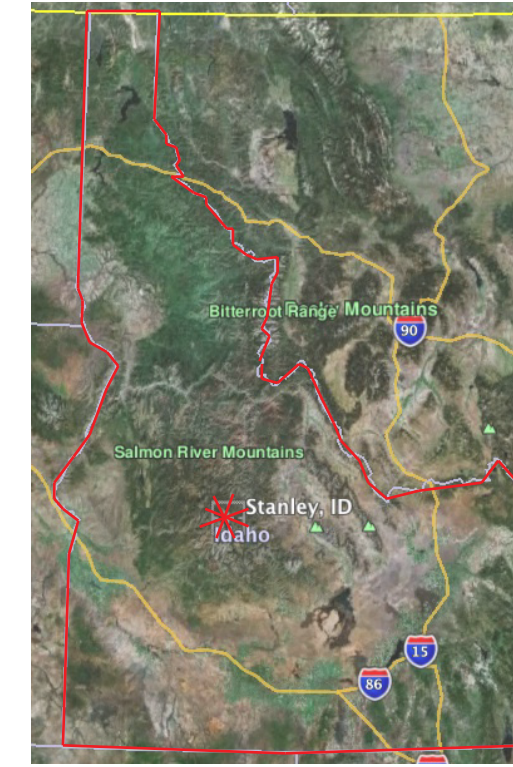 Bitterroot Range
Mountains
90
Salmon River Mountains
Stanley, ID
Idaho
15
86